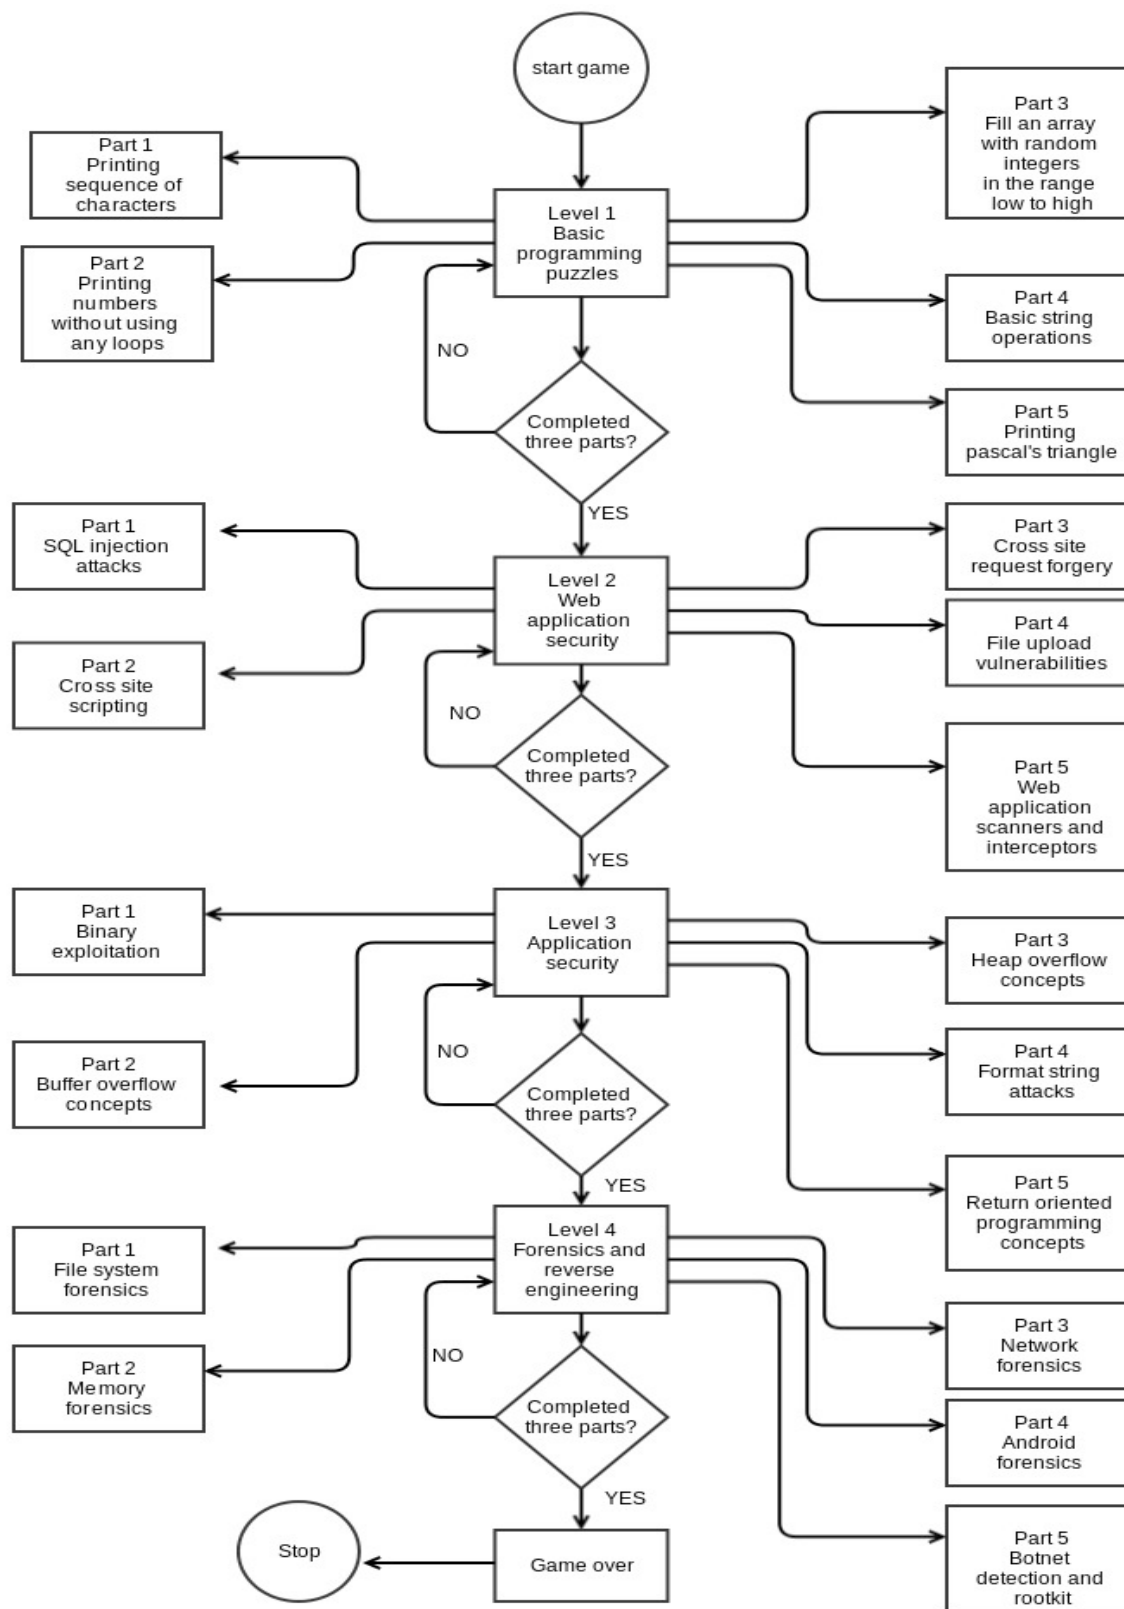 start game
Part 1
Printing
sequence of
characters
Part 2
Printing
numbers
without using
any loops
Level 1
Basic
programming
puzzles
Part 3
Fill an array
with random
integers
in the range
low to high
Part 4
Basic string
operations
Part 5
Printing
pascal's triangle
NO
Completed
three parts?
YES
Part 1
SQL injection
attacks
Part 2
Cross site
scripting
Level 2
Web
application
security
Part 3
Cross site
request forgery
Part 4
File upload
vulnerabilities
Part 5
Web
application
scanners and
interceptors
NO
Completed
three parts?
YES
Part 1
Binary
exploitation
Part 2
Buffer overflow
concepts
Level 3
Application
security
Part 3
Heap overflow
concepts
Part 4
Format string
attacks
Part 5
Return oriented
programming
concepts
NO
Completed
three parts?
YES
Part 1
File system
forensics
Part 2
Memory
forensics
Level 4
Forensics and
reverse
engineering
Part 3
Network
forensics
Part 4
Android
forensics
Part 5
Botnet
detection and
rootkit
NO
Completed
three parts?
YES
Game over
Stop